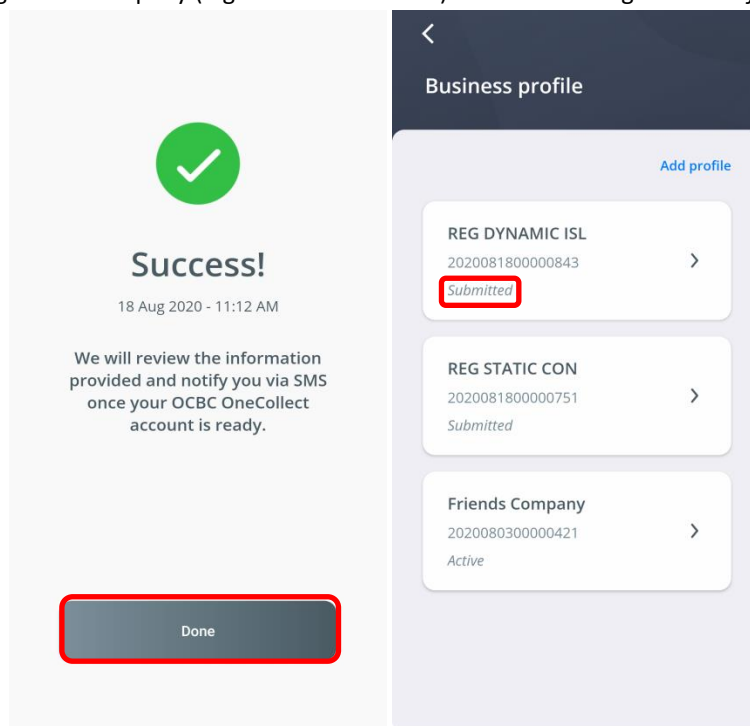 Success!
18 Aug 2020 - 11:12 AM
We will review the information
provided and notify you via SMS
once your OCBC OneCollect
account is ready.
Done
Business profile
Add profile
REG DYNAMIC ISL
2020081800000843
Submitted
REG STATIC CON
2020081800000751
Submitted
Friends Company
2020080300000421
Active